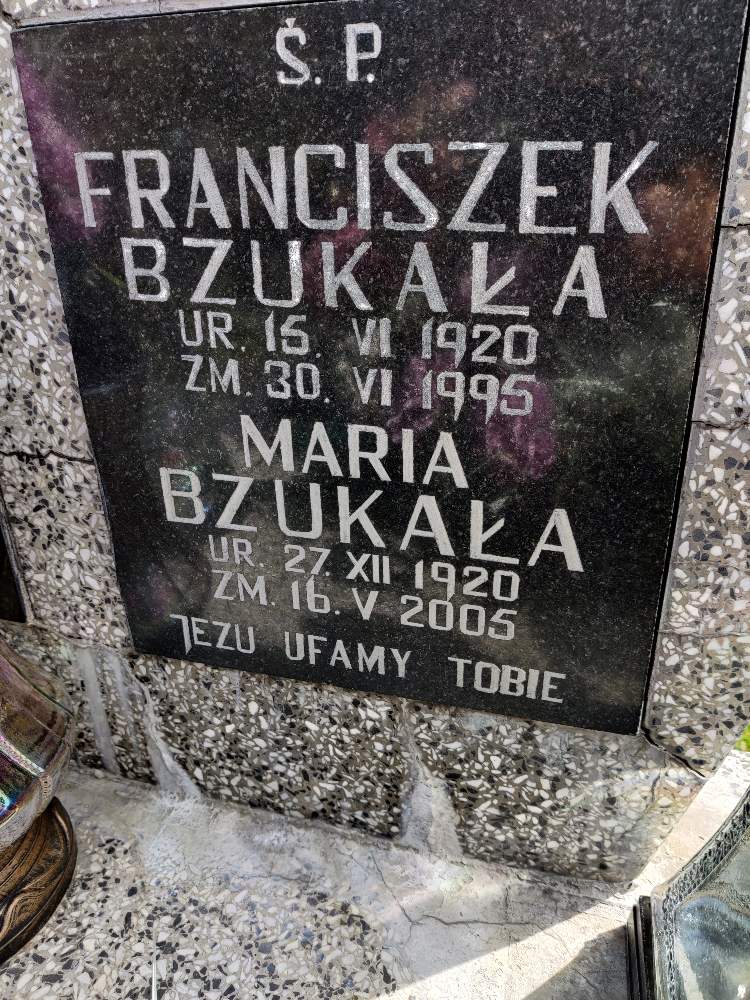 Ś. P.
FRANCISZEK
BZUKAŁA
UR. 15. VI 1920
ZM. 30. VI 1995
MARIA
BZUKAŁA
UR. 27. XII 1920
ZM. 16. V 2005
JEZU UFAMY TOBIE